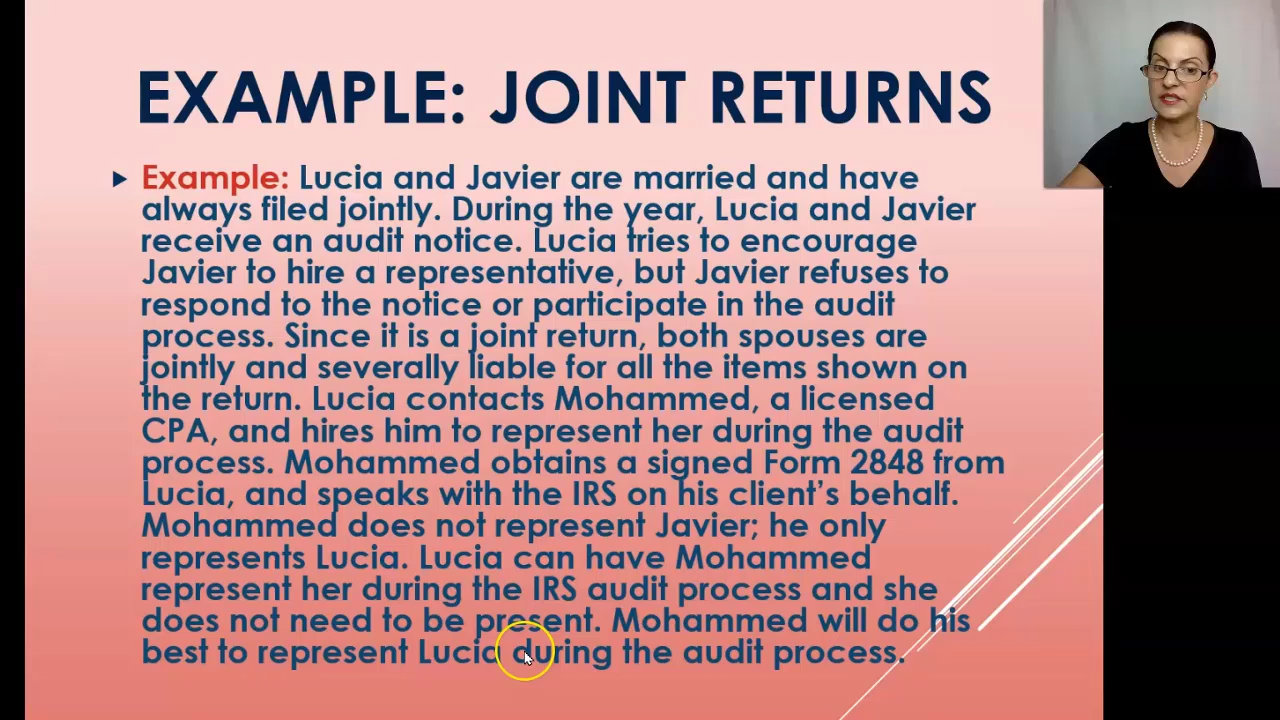 EXAMPLE: JOINT RETURNS
Example: Lucia and Javier are married and have
always filed jointly. During the year, Lucia and Javier
receive an audit notice. Lucia tries to encourage
Javier to hire a representative, but Javier refuses to
respond to the notice or participate in the audit
process. Since it is a joint return, both spouses are
jointly and severally liable for all the items shown on
the return. Lucia contacts Mohammed, a licensed
CPA, and hires him to represent her during the audit
process. Mohammed obtains a signed Form 2848 from
Lucia, and speaks with the IRS on his client's behalf.
Mohammed does not represent Javier; he only
represents Lucia. Lucia can have Mohammed
represent her during the IRS audit process and she
does not need to be present. Mohammed will do his
best to represent Lucia during the audit process.